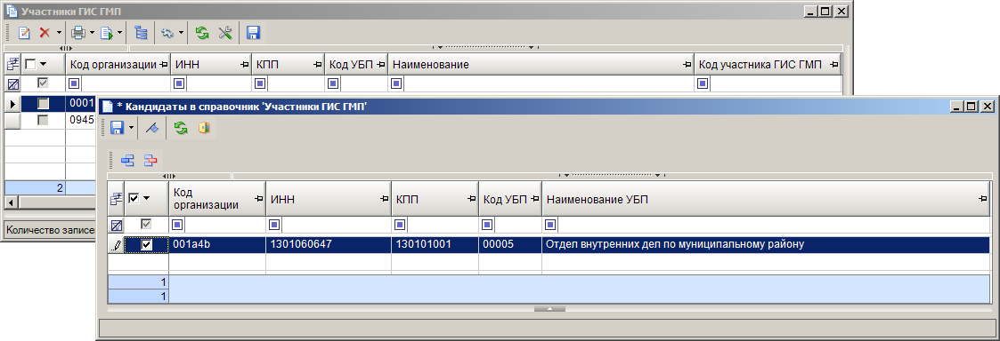 Участники ГИС ГМП
Код организации ИНН КПП Код УБП Наименование Код участника ГИС ГМП
0001
0945
2
Количество записе
* Кандидаты в справочник 'Участники ГИС ГМП'
Код
организации ИНН КПП Код УБП Наименование УБП
001a4b 1301060647 130101001 00005 Отдел внутренних дел по муниципальному району
1
1